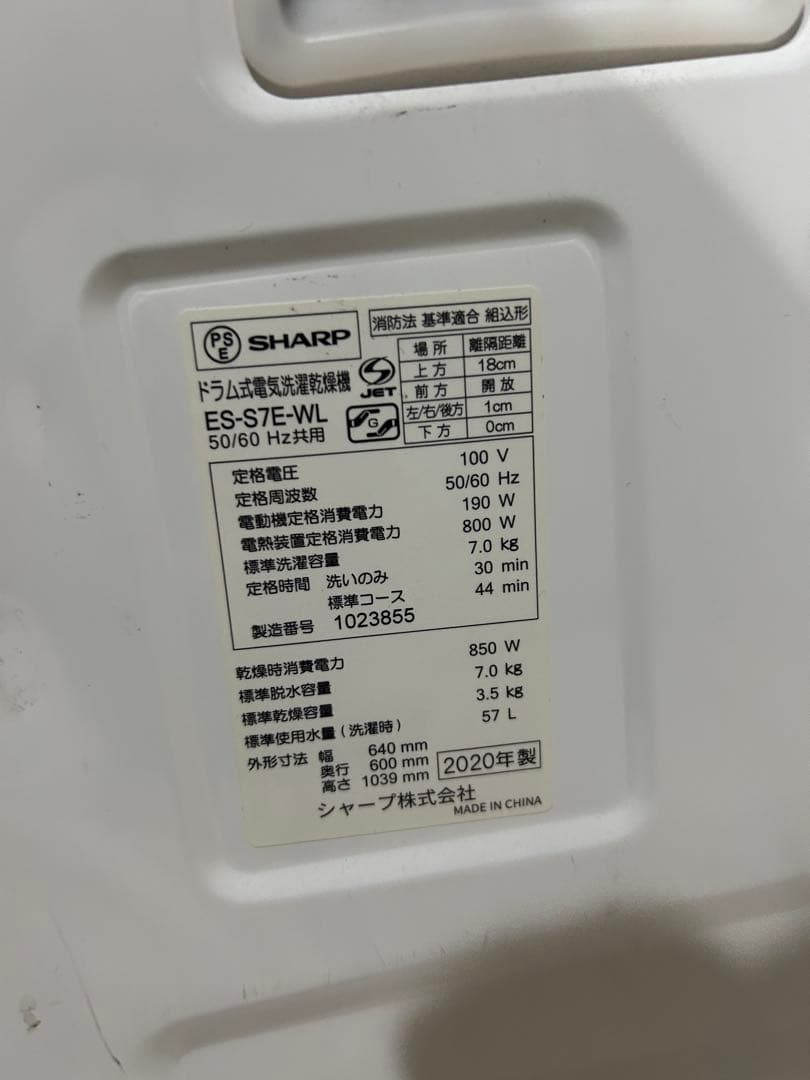 PSE SHARP
消防法 基準適合 組込形
場所 離隔距離
上方 18cm
前方 開放
左/右/後方 1cm
下方 0cm
ドラム式電気洗濯乾燥機
JET
ES-S7E-WL
50/60 Hz共用
G
定格電圧 100 V
定格周波数 50/60 Hz
電動機定格消費電力 190 W
電熱装置定格消費電力 800 W
標準洗濯容量 7.0 kg
定格時間 洗いのみ 30 min
標準コース 44 min
製造番号 1023855
乾燥時消費電力 850 W
標準脱水容量 7.0 kg
標準乾燥容量 3.5 kg
標準使用水量(洗濯時) 57 L
外形寸法 幅 640 mm
奥行 600 mm
高さ 1039 mm
2020年製
シャープ株式会社
MADE IN CHINA